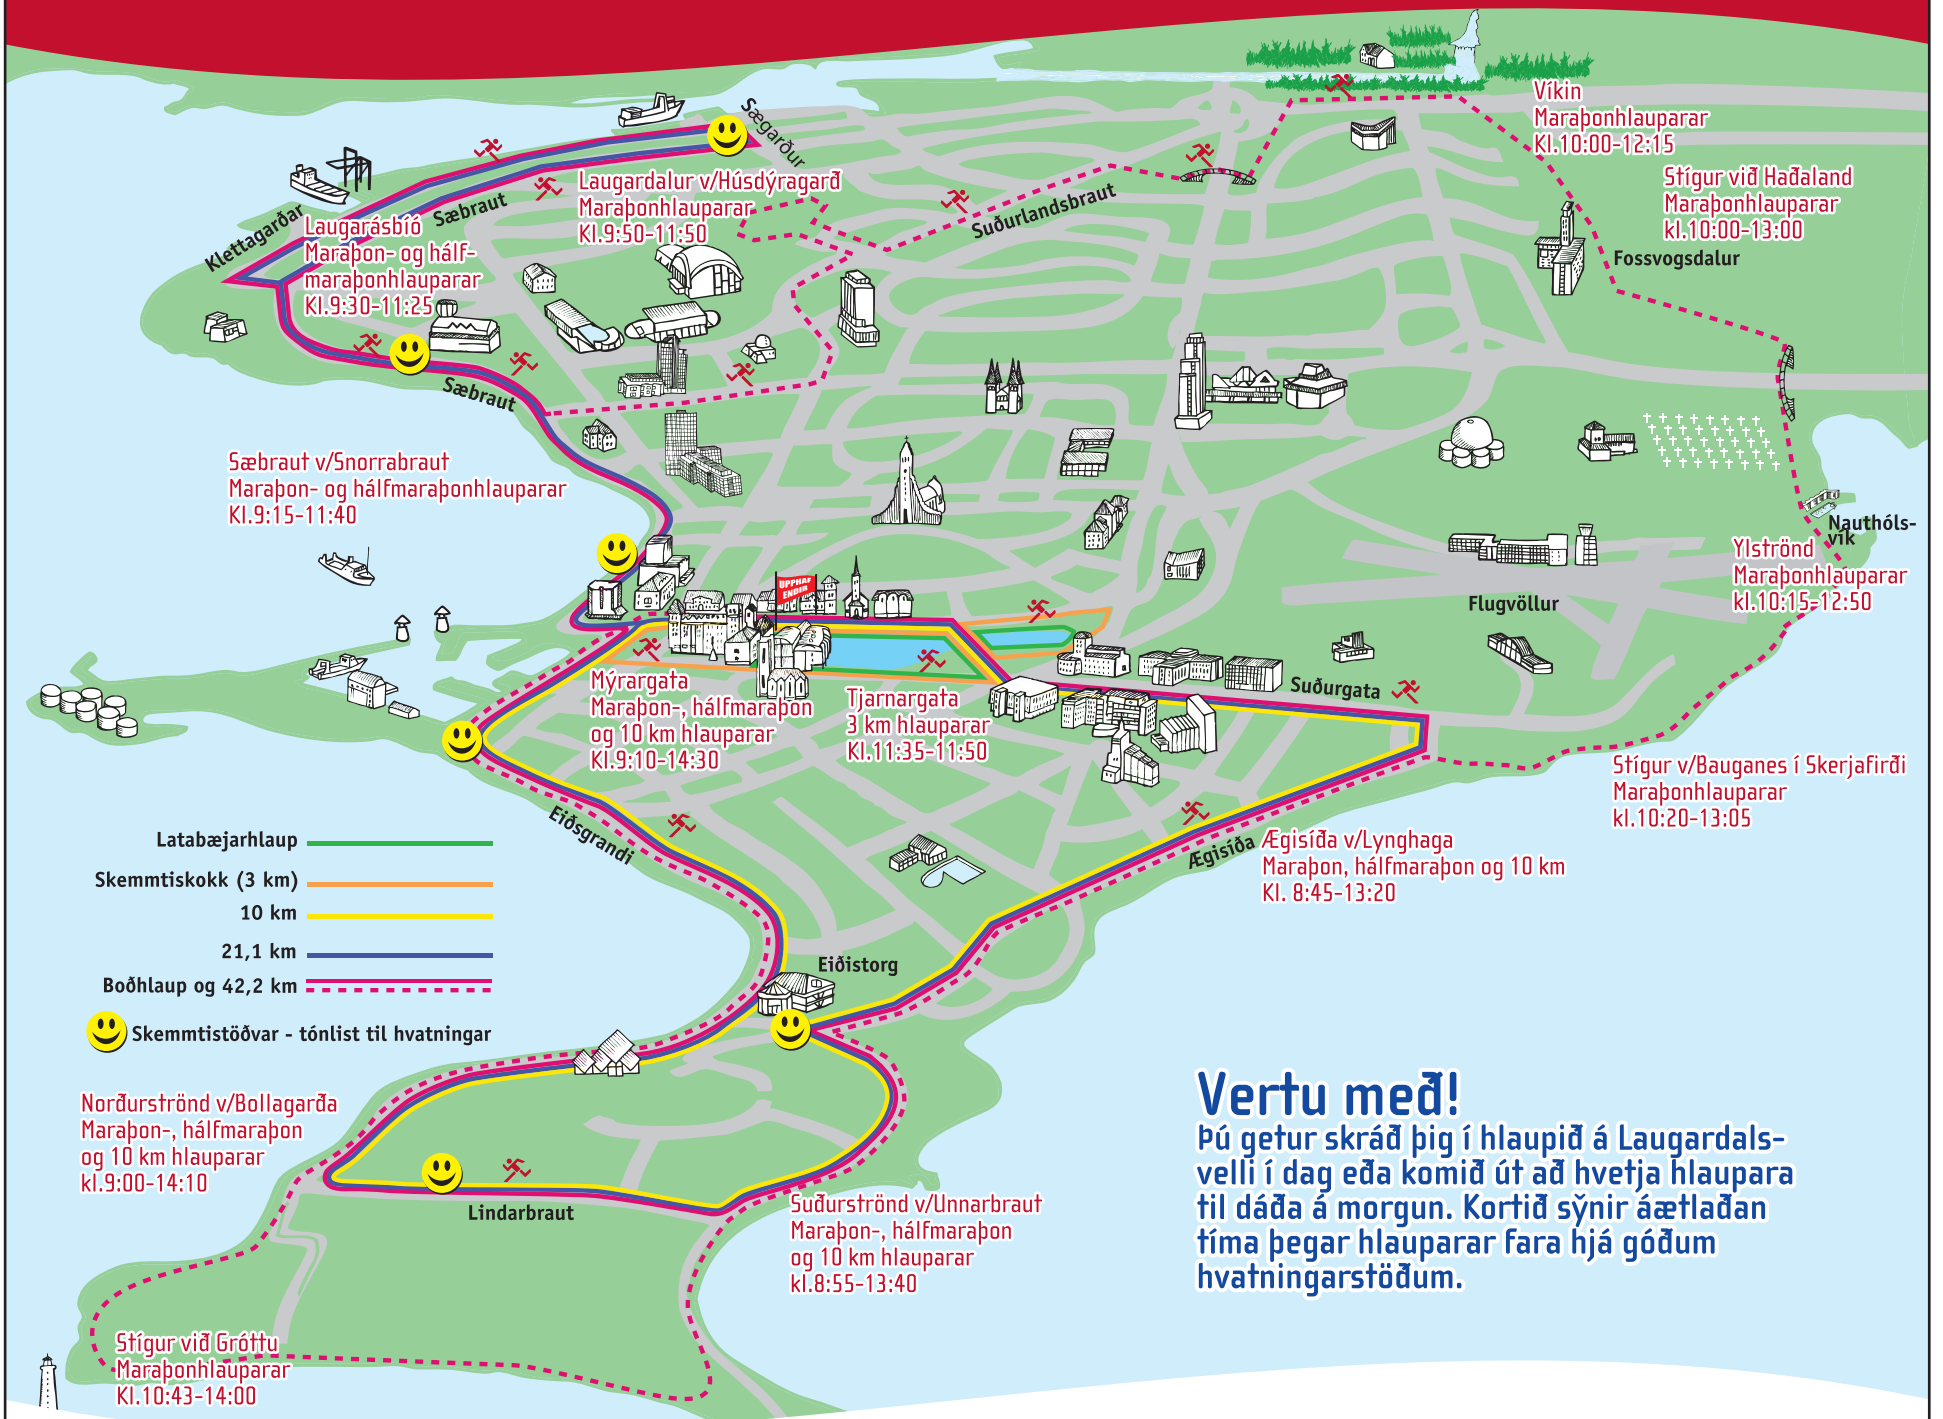 Sægarður
Víkin
Maraþonhlauparar
Kl.10:00-12:15
Stígur við Haðaland
Maraþonhlauparar
kl.10:00-13:00
Laugardalur v/Húsdýragarð
Maraþonhlauparar
Kl.9:50-11:50
Sæbraut
Klettagarðar
Suðurlandsbraut
Laugarásbíó
Maraþon- og hálf-
maraþonhlauparar
Kl.9:30-11:25
Fossvogsdalur
Sæbraut
Sæbraut v/Snorrabraut
Maraþon- og hálfmaraþonhlauparar
Kl.9:15-11:40
Nauthóls-
vík
Ylströnd
Maraþonhlauparar
kl.10:15-12:50
UPPHAF
ENDIR
Flugvöllur
Suðurgata
Mýrargata
Maraþon-, hálfmaraþon
og 10 km hlauparar
Kl.9:10-14:30
Tjarnargata
3 km hlauparar
Kl.11:35-11:50
Stígur v/Bauganes í Skerjafirði
Maraþonhlauparar
kl.10:20-13:05
Eiðsgrandi
Ægisíða
Ægisíða v/Lynghaga
Maraþon, hálfmaraþon og 10 km
Kl. 8:45-13:20
Latabæjarhlaup
Skemmtiskokk (3 km)
10 km
21,1 km
Boðhlaup og 42,2 km
Skemmtistöðvar - tónlist til hvatningar
Eiðistorg
Norðurströnd v/Bollagarða
Maraþon-, hálfmaraþon
og 10 km hlauparar
kl.9:00-14:10
Lindarbraut
Suðurströnd v/Unnarbraut
Maraþon-, hálfmaraþon
og 10 km hlauparar
kl.8:55-13:40
Vertu með!
Þú getur skráð þig í hlaupið á Laugardals-
velli í dag eða komið út að hvetja hlaupara
til dáða á morgun. Kortið sýnir áætlaðan
tíma þegar hlauparar fara hjá góðum
hvatningarstöðum.
Stígur við Gróttu
Maraþonhlauparar
Kl.10:43-14:00